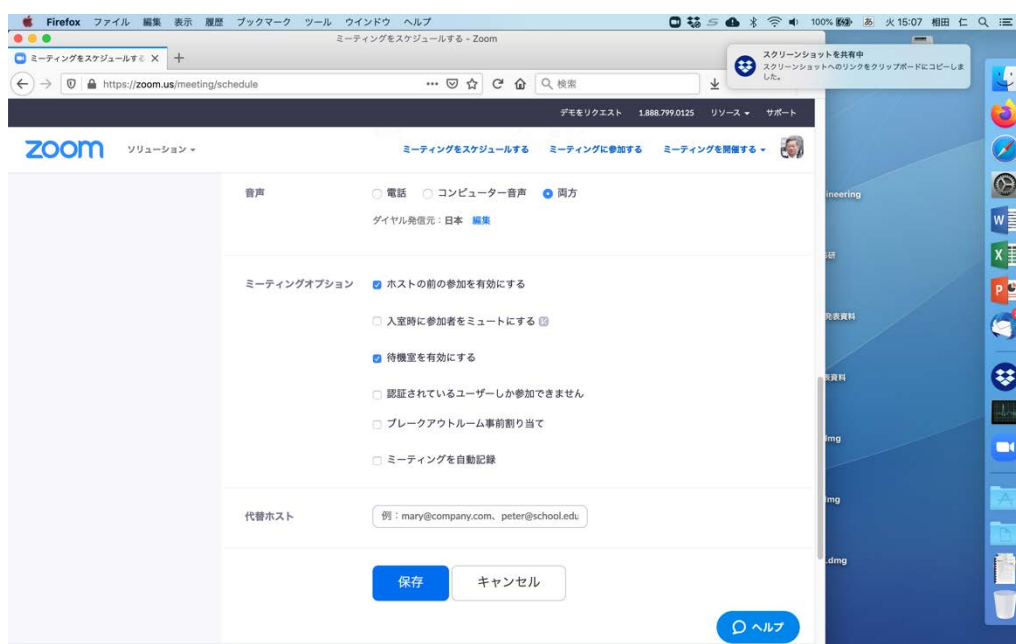 Firefox ファイル 編集 表示 履歴 ブックマーク ツール ウインドウ ヘルプ
100% あ 火 15:07 相田 仁
ミーティングをスケジュールする - Zoom
ミーティングをスケジュールする
https://zoom.us/meeting/schedule 検索
スクリーンショットを共有中
スクリーンショットへのリンクをクリップボードにコピーしま
した。
デモをリクエスト 1.888.799.0125 リソース サポート
zoom ソリューション ミーティングをスケジュールする ミーティングに参加する ミーティングを開催する
音声 電話 コンピューター音声 両方
ダイヤル発信元：日本 編集
ineering
ミーティングオプション ホストの前の参加を有効にする
入室時に参加者をミュートにする
発表資料
待機室を有効にする
表資料
認証されているユーザーしか参加できません
ブレークアウトルーム事前割り当て
img
ミーティングを自動記録
mg
代替ホスト 例：mary@company.com、peter@school.edu
.dmg
保存 キャンセル
ヘルプ